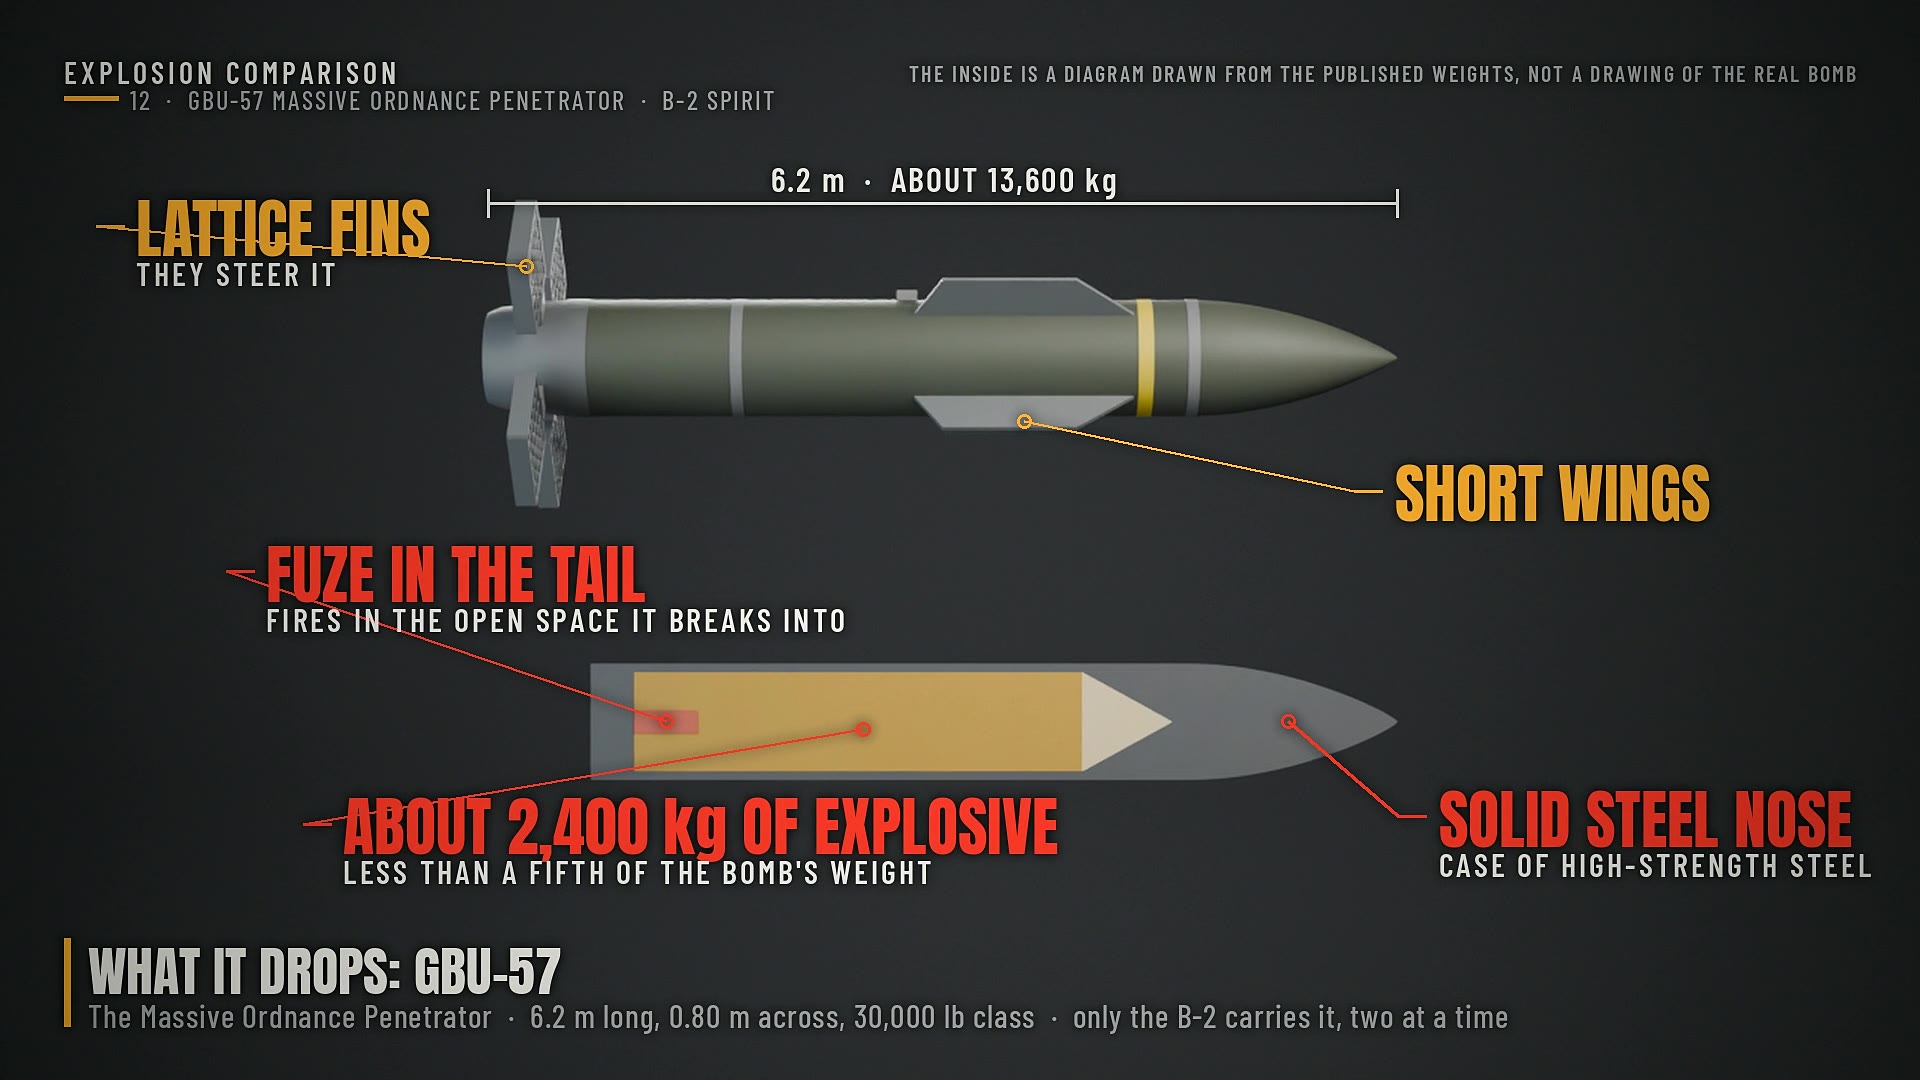 EXPLOSION COMPARISON
12 · GBU-57 MASSIVE ORDNANCE PENETRATOR · B-2 SPIRIT
THE INSIDE IS A DIAGRAM DRAWN FROM THE PUBLISHED WEIGHTS, NOT A DRAWING OF THE REAL BOMB
6.2 m · ABOUT 13,600 kg
LATTICE FINS
THEY STEER IT
SHORT WINGS
FUZE IN THE TAIL
FIRES IN THE OPEN SPACE IT BREAKS INTO
ABOUT 2,400 kg OF EXPLOSIVE
LESS THAN A FIFTH OF THE BOMB'S WEIGHT
SOLID STEEL NOSE
CASE OF HIGH-STRENGTH STEEL
WHAT IT DROPS: GBU-57
The Massive Ordnance Penetrator · 6.2 m long, 0.80 m across, 30,000 lb class · only the B-2 carries it, two at a time